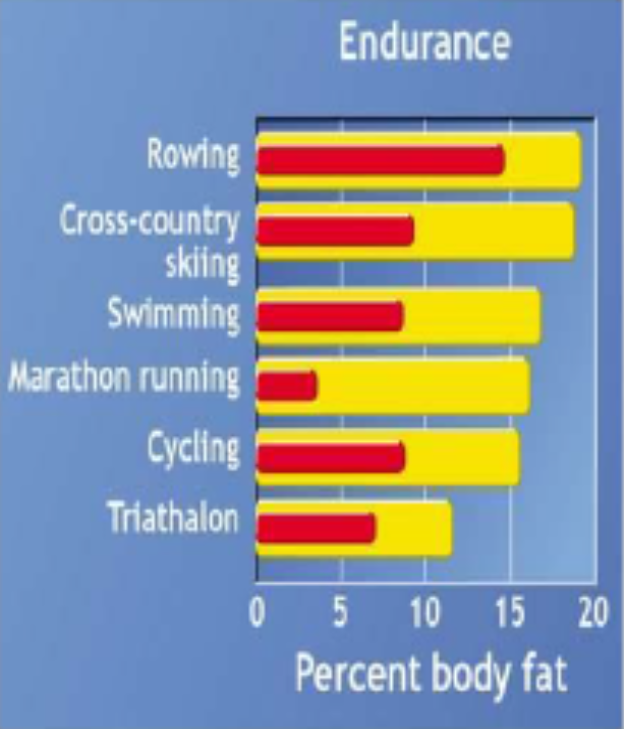 Endurance
Rowing
Cross-country
skiing
Swimming
Marathon running
Cycling
Triathalon
0 5 10 15 20
Percent body fat